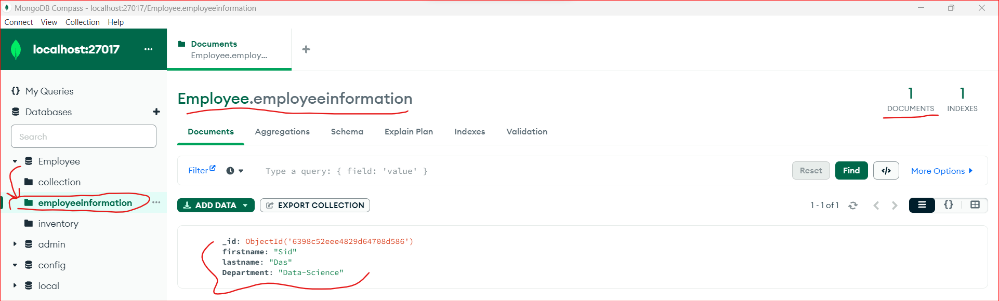 MongoDB Compass - localhost:27017/Employee.employeeinformation
Connect View Collection Help
localhost:27017 ...
Documents
Employee.employ...
My Queries
Databases
Search
Employee
collection
employeeinformation ...
inventory
admin
config
local
Employee.employeeinformation
1 DOCUMENTS
1 INDEXES
Documents Aggregations Schema Explain Plan Indexes Validation
Filter Type a query: { field: 'value' } Reset Find </> More Options
ADD DATA EXPORT COLLECTION 1 - 1 of 1 {}
_id: ObjectId('6398c52eee4829d64708d586')
firstname: "Sid"
lastname: "Das"
Department: "Data-Science"